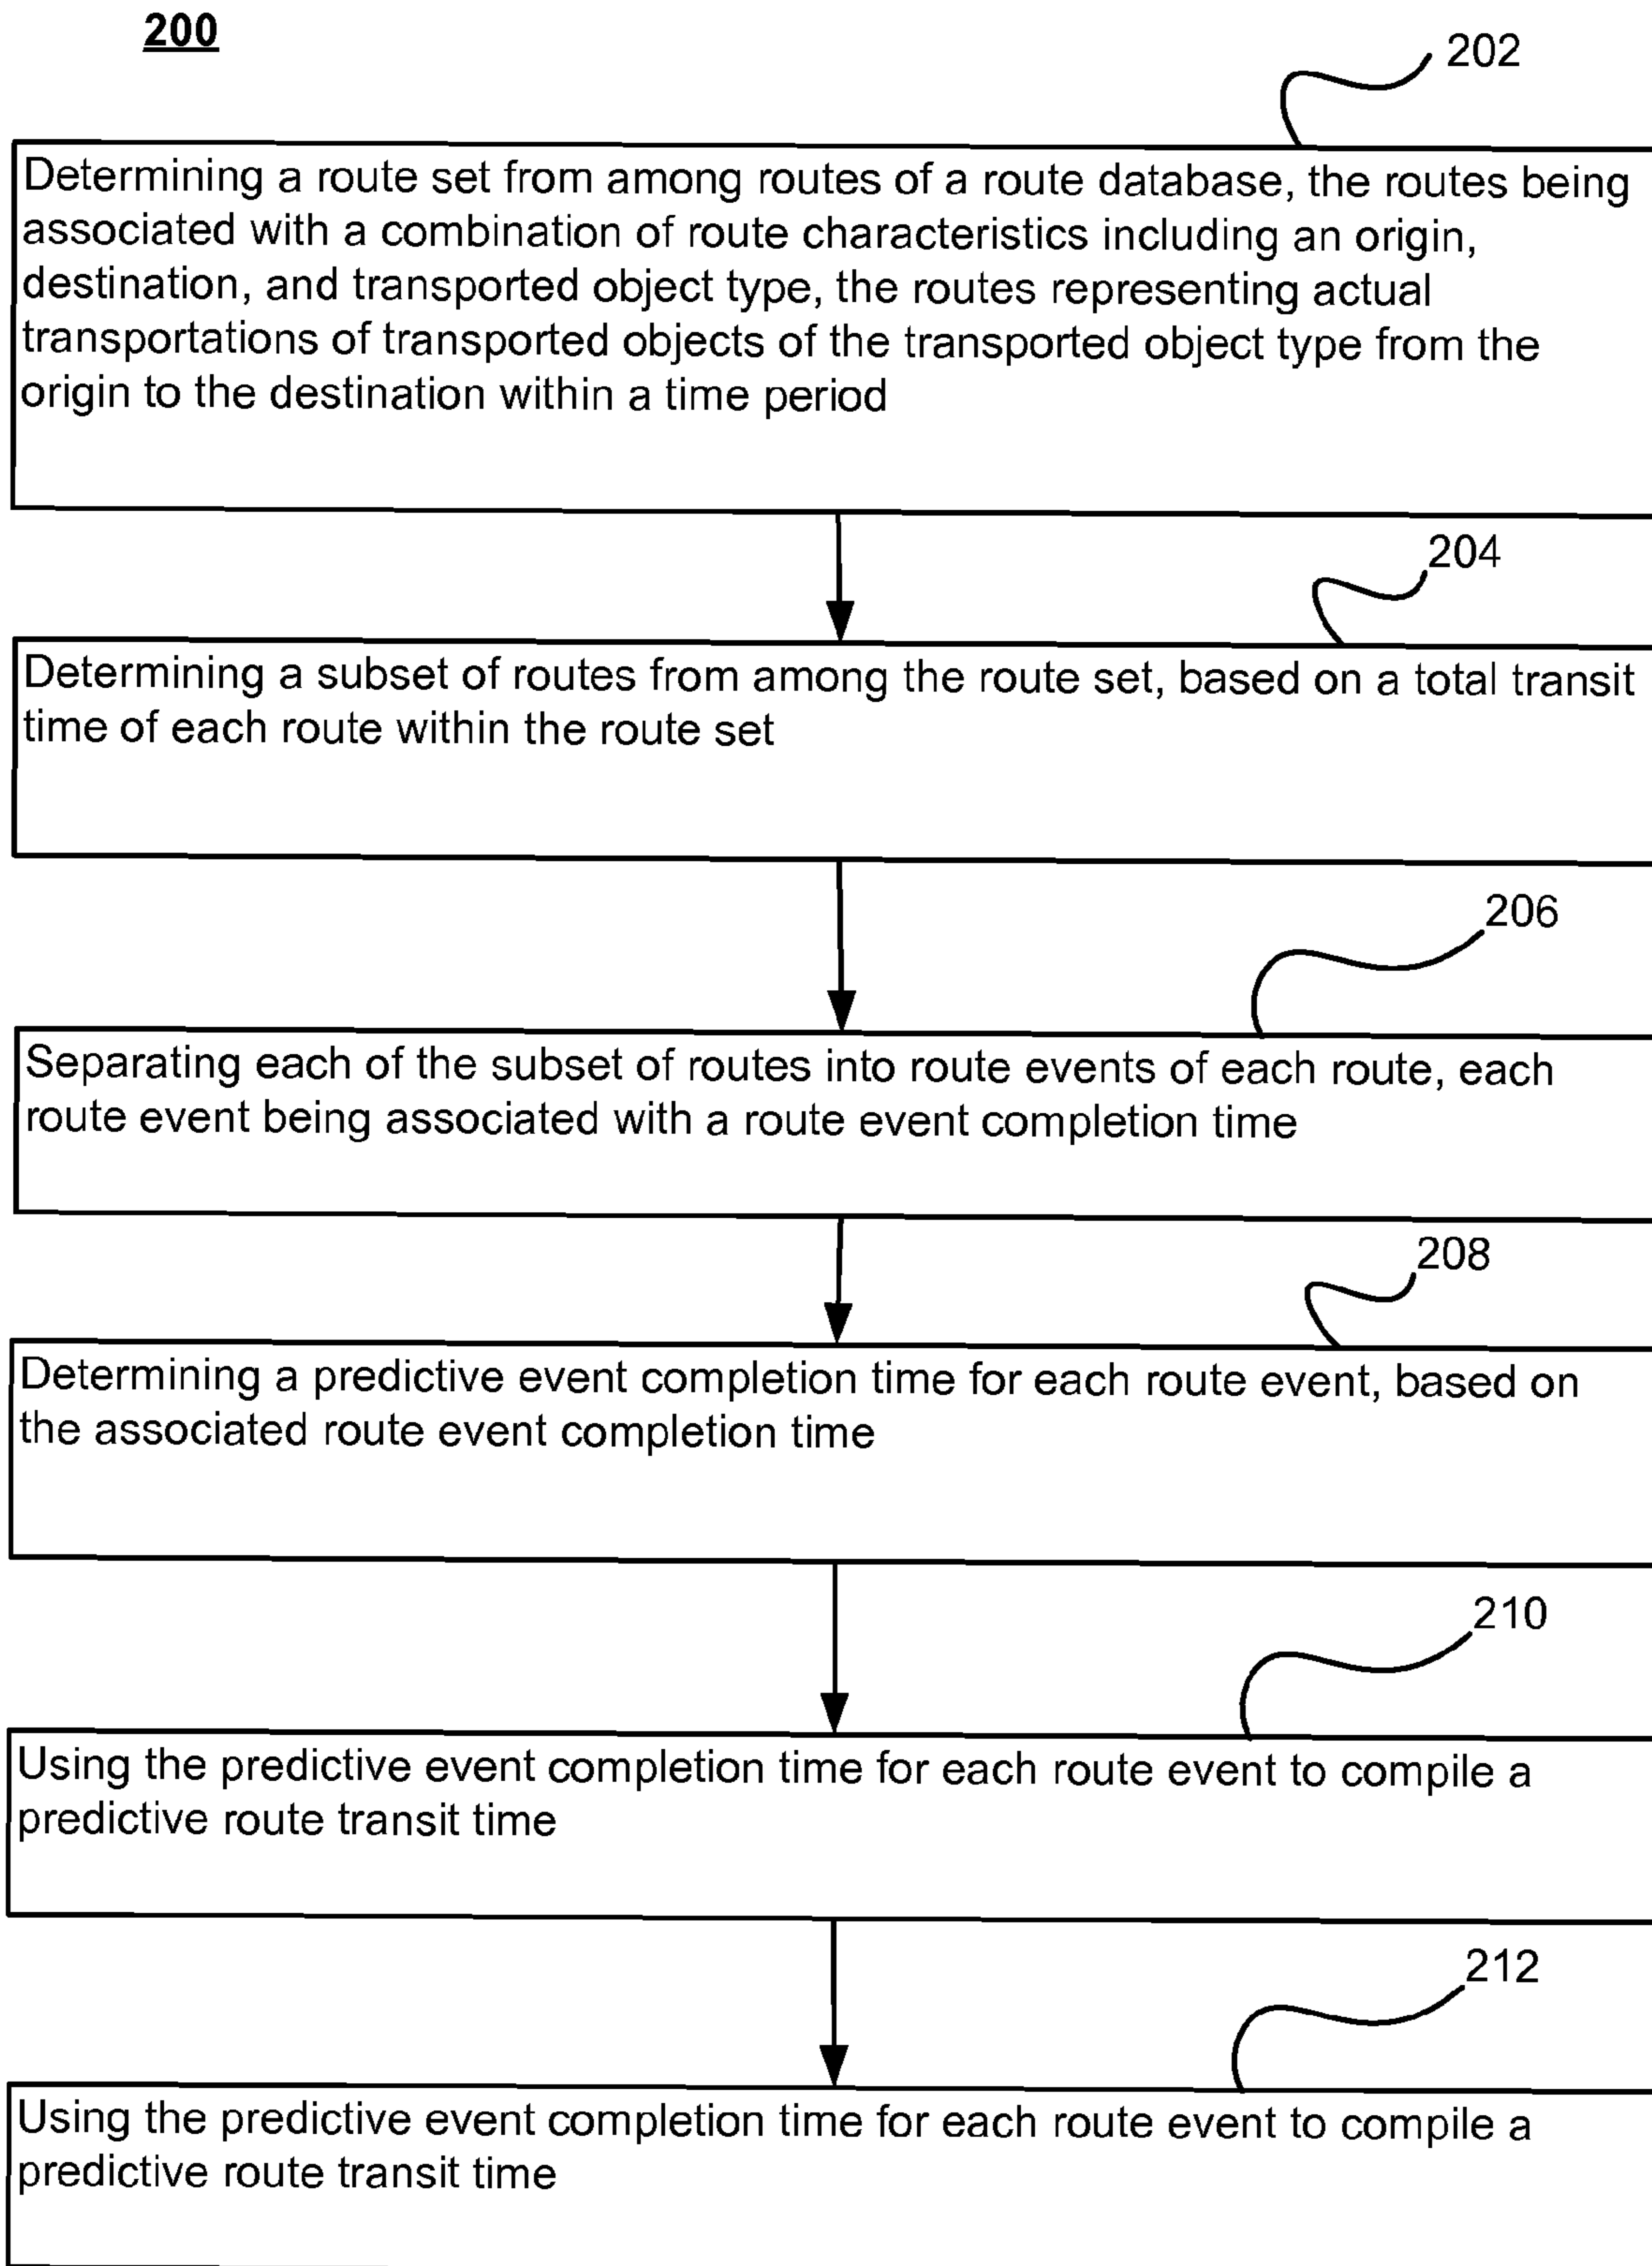 200
202
Determining a route set from among routes of a route database, the routes being
associated with a combination of route characteristics including an origin,
destination, and transported object type, the routes representing actual
transportations of transported objects of the transported object type from the
origin to the destination within a time period
204
Determining a subset of routes from among the route set, based on a total transit
time of each route within the route set
206
Separating each of the subset of routes into route events of each route, each
route event being associated with a route event completion time
208
Determining a predictive event completion time for each route event, based on
the associated route event completion time
210
Using the predictive event completion time for each route event to compile a
predictive route transit time
212
Using the predictive event completion time for each route event to compile a
predictive route transit time